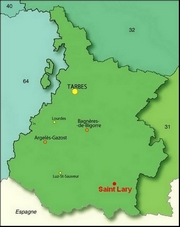 40
32
64
TARBES
Lourdes
Bagnères
-de-Bigorre
31
Argelès-Gazost
Luz-St-Sauveur
Saint Lary
Espagne